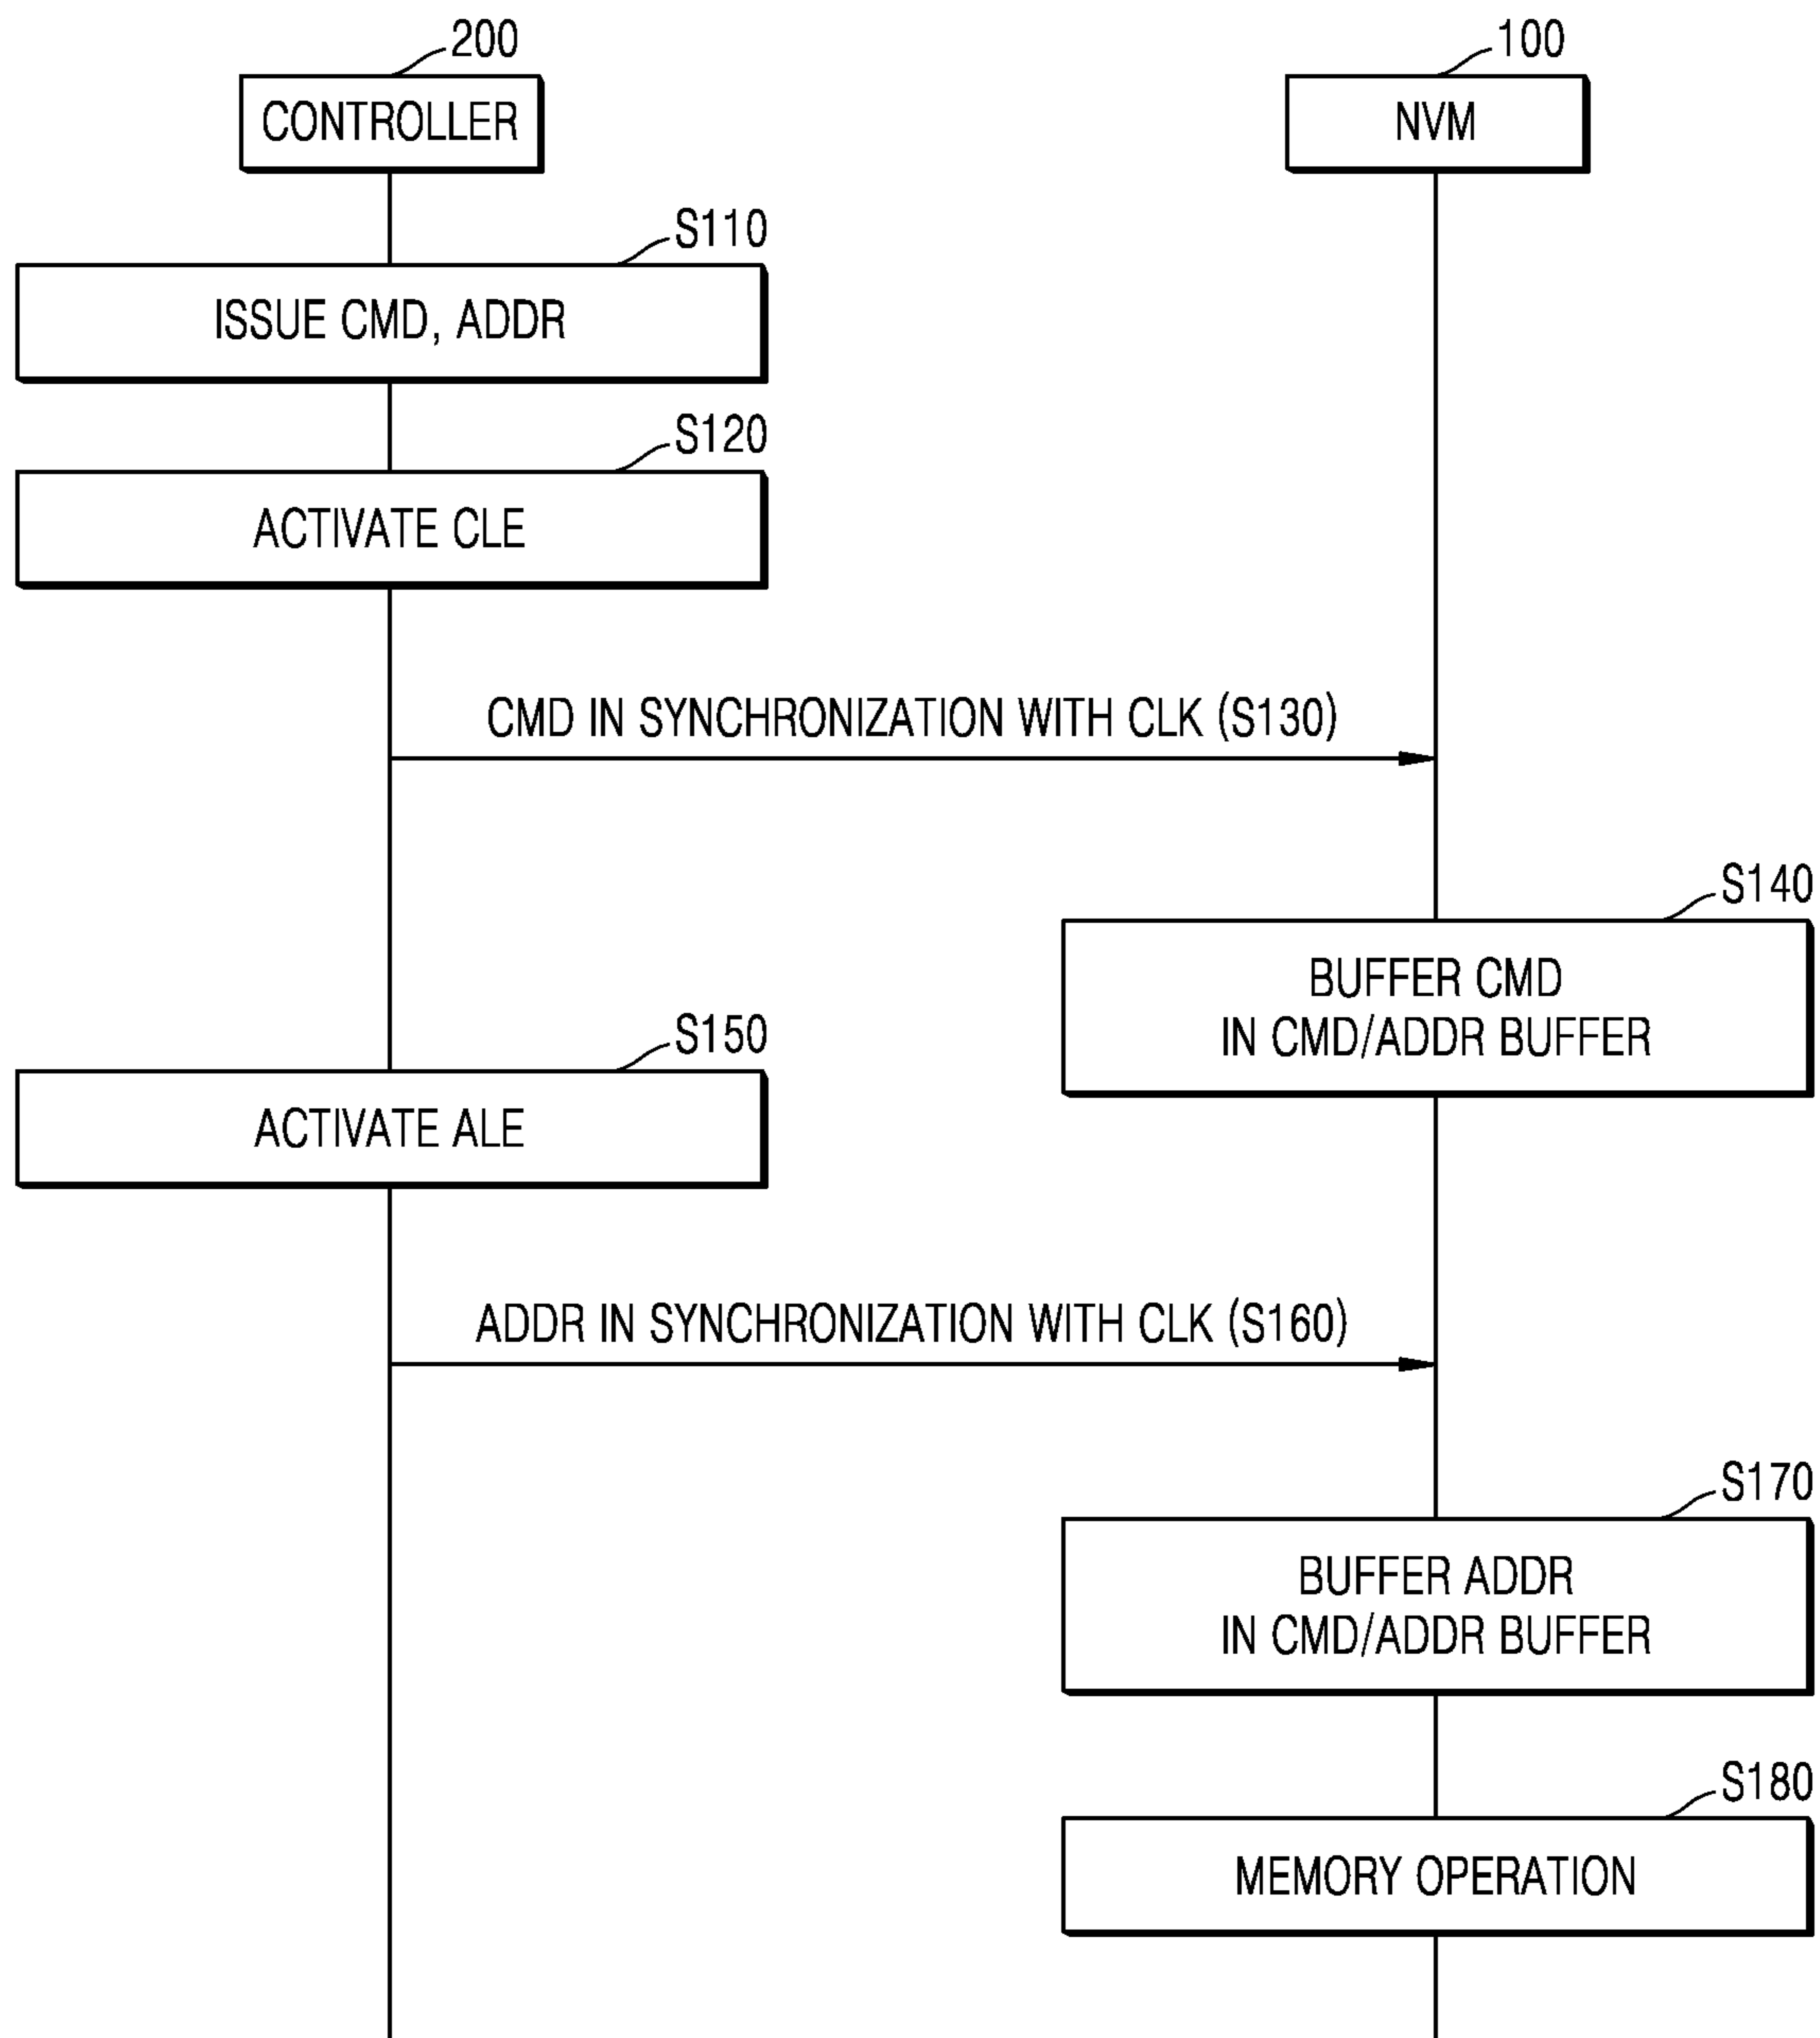 200
100
CONTROLLER
NVM
S110
ISSUE CMD, ADDR
S120
ACTIVATE CLE
CMD IN SYNCHRONIZATION WITH CLK (S130)
S140
BUFFER CMD
IN CMD/ADDR BUFFER
S150
ACTIVATE ALE
ADDR IN SYNCHRONIZATION WITH CLK (S160)
S170
BUFFER ADDR
IN CMD/ADDR BUFFER
S180
MEMORY OPERATION